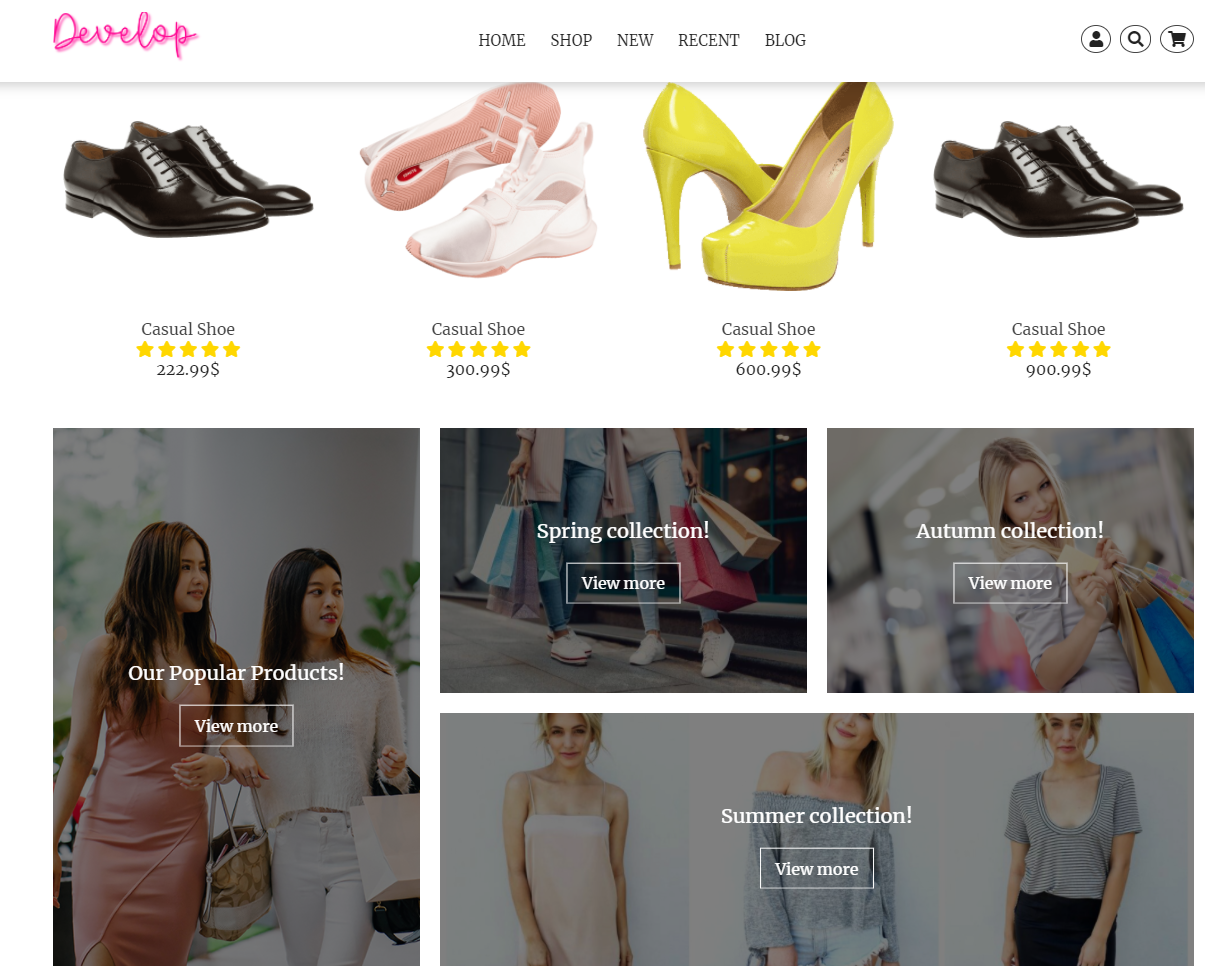 Develop
HOME SHOP NEW RECENT BLOG
Casual Shoe
222.99$
Casual Shoe
300.99$
Casual Shoe
600.99$
Casual Shoe
900.99$
Our Popular Products!
View more
Spring collection!
View more
Autumn collection!
View more
Summer collection!
View more